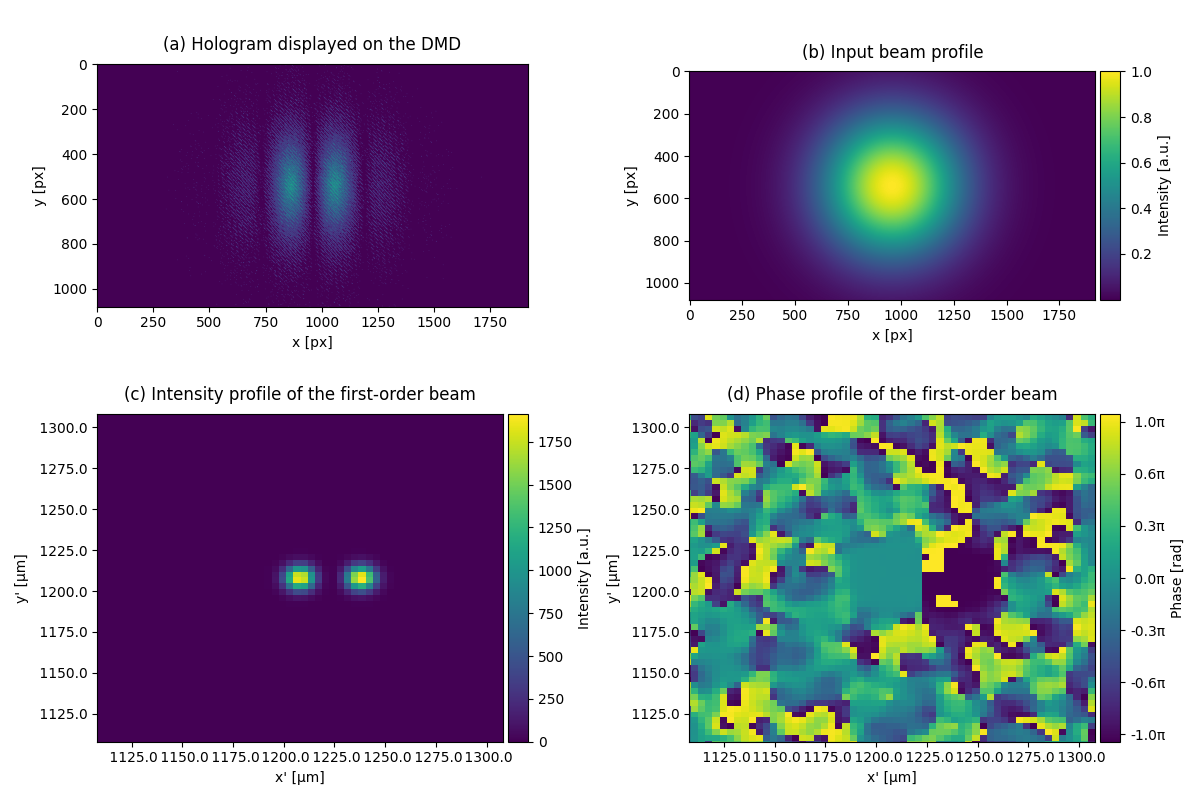 (a) Hologram displayed on the DMD
0
200
400
600
800
1000
y [px]
0 250 500 750 1000 1250 1500 1750
x [px]
(b) Input beam profile
0
200
400
600
800
1000
y [px]
0 250 500 750 1000 1250 1500 1750
x [px]
1.0
0.8
0.6
0.4
0.2
Intensity [a.u.]
(c) Intensity profile of the first-order beam
1300.0
1275.0
1250.0
1225.0
1200.0
1175.0
1150.0
1125.0
y' [µm]
1125.0 1150.0 1175.0 1200.0 1225.0 1250.0 1275.0 1300.0
x' [µm]
1750
1500
1250
1000
750
500
250
0
Intensity [a.u.]
(d) Phase profile of the first-order beam
1300.0
1275.0
1250.0
1225.0
1200.0
1175.0
1150.0
1125.0
y' [µm]
1125.0 1150.0 1175.0 1200.0 1225.0 1250.0 1275.0 1300.0
x' [µm]
1.0π
0.6π
0.3π
0.0π
-0.3π
-0.6π
-1.0π
Phase [rad]